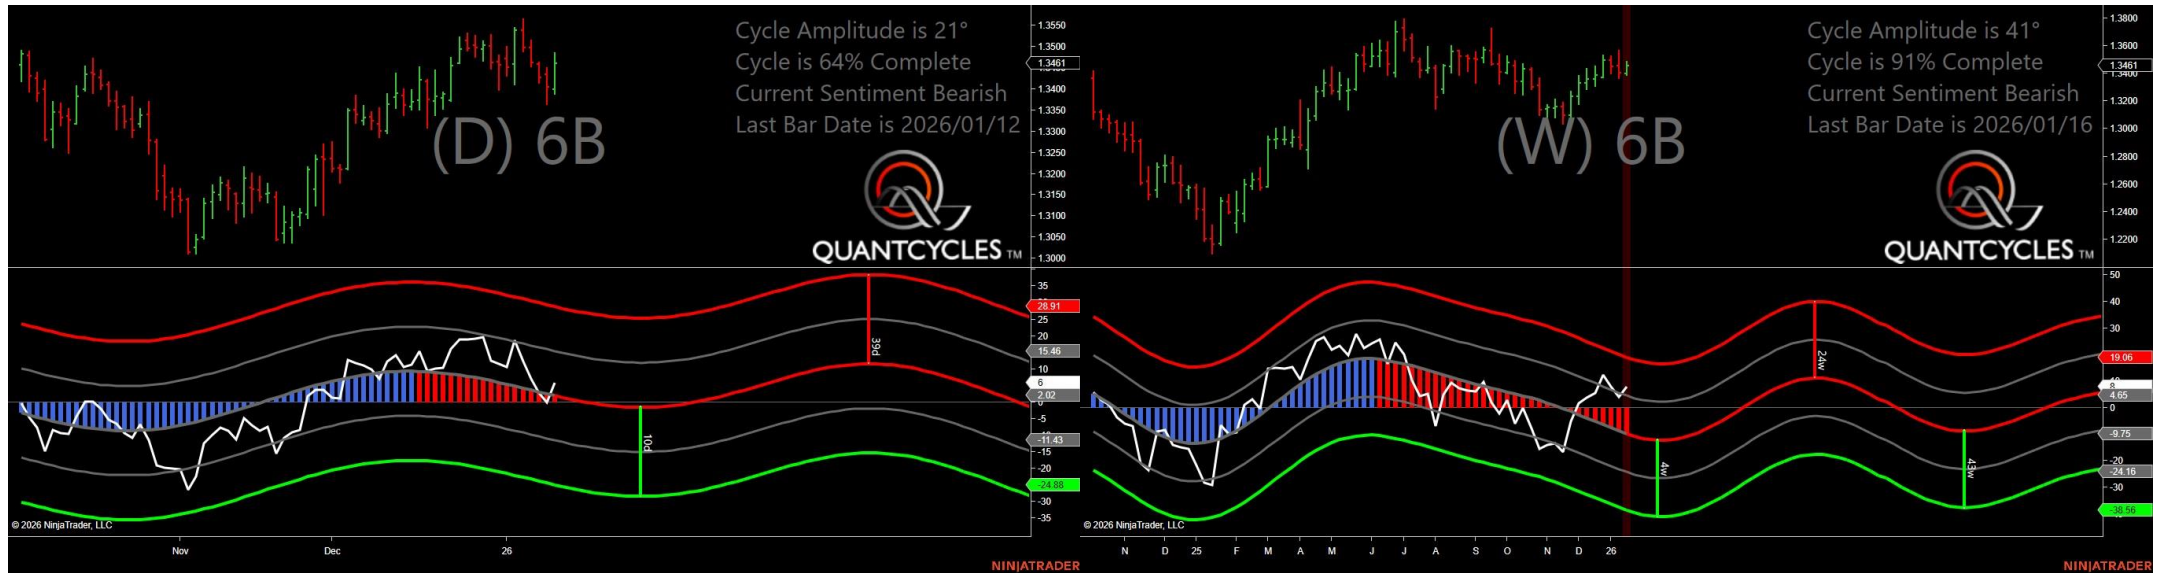 Cycle Amplitude is 21°
Cycle is 64% Complete
Current Sentiment Bearish
Last Bar Date is 2026/01/12
(D) 6B
QUANTCYCLES TM
1.3550
1.3500
1.3461
1.3400
1.3350
1.3300
1.3250
1.3200
1.3150
1.3100
1.3050
1.3000
35
28.91
25
20
15.46
10
6
2.02
0
-5
-11.43
-15
-20
-24.88
-30
-35
39d
10d
© 2026 NinjaTrader, LLC
Nov
Dec
26
NINJATRADER
Cycle Amplitude is 41°
Cycle is 91% Complete
Current Sentiment Bearish
Last Bar Date is 2026/01/16
(W) 6B
QUANTCYCLES TM
1.3800
1.3600
1.3461
1.3400
1.3200
1.3000
1.2800
1.2600
1.2400
1.2200
50
40
30
19.06
4.65
0
-9.75
-20
-24.16
-30
-38.56
24w
4w
43w
© 2026 NinjaTrader, LLC
N
D
25
F
M
A
M
J
J
A
S
O
N
D
26
NINJATRADER